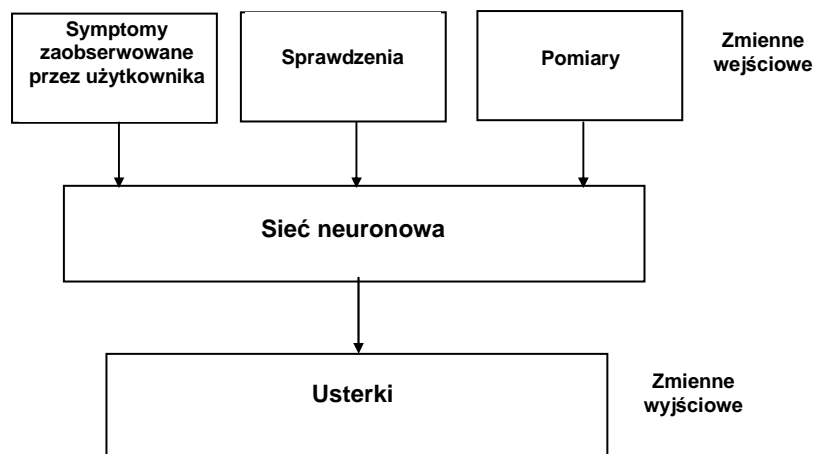 Symptomy
zaobserwowane
przez użytkownika
Sprawdzenia
Pomiary
Zmienne
wejściowe
Sieć neuronowa
Usterki
Zmienne
wyjściowe